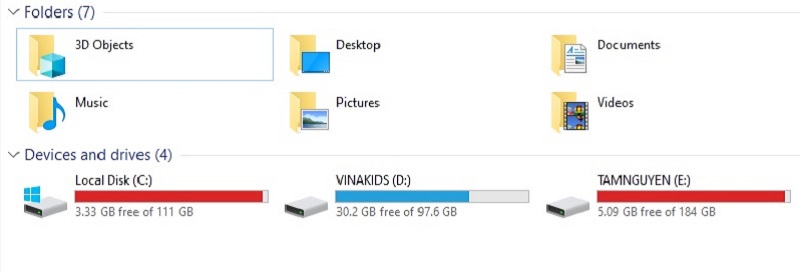 Folders (7)
3D Objects
Desktop
Documents
Music
Pictures
Videos
Devices and drives (4)
Local Disk (C:)
3.33 GB free of 111 GB
VINAKIDS (D:)
30.2 GB free of 97.6 GB
TAMNGUYEN (E:)
5.09 GB free of 184 GB